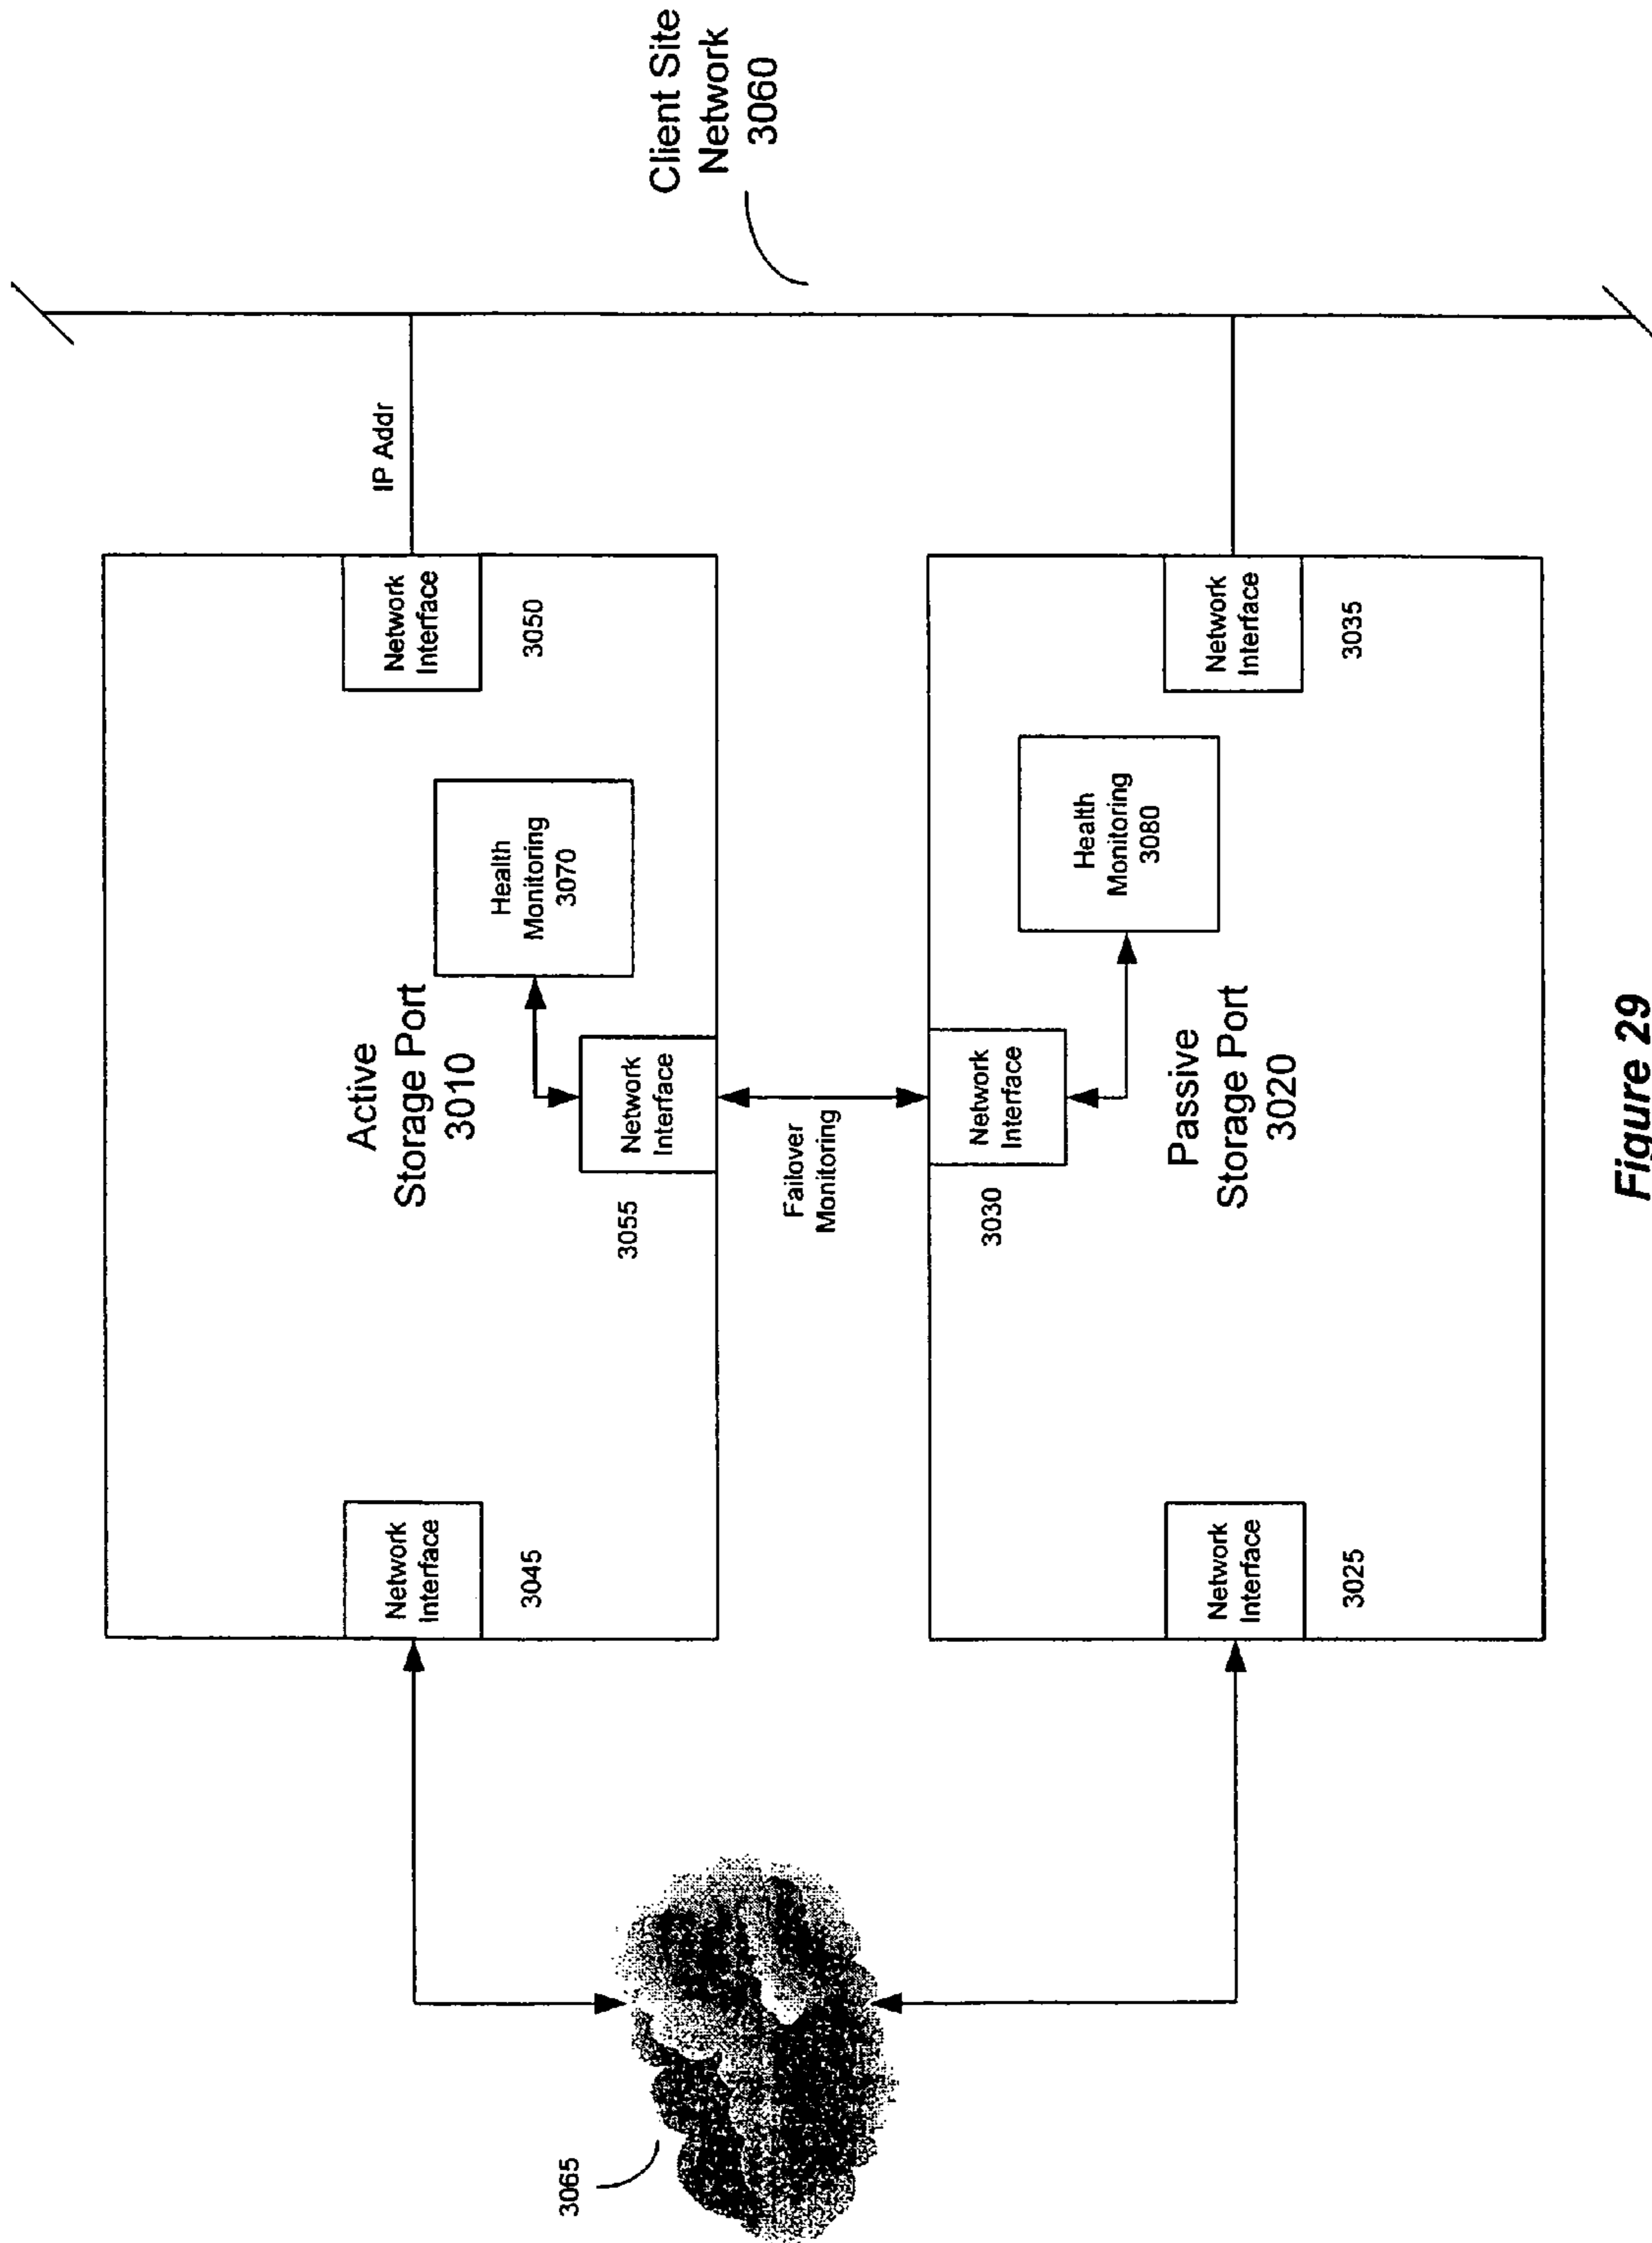 Client Site
Network
3060
IP Addr
Network
Interface
3050
Health
Monitoring
3070
Active
Storage Port
3010
Network
Interface
3055
Network
Interface
3045
Failover
Monitoring
Network
Interface
3035
Health
Monitoring
3080
Network
Interface
3030
Passive
Storage Port
3020
Network
Interface
3025
3065
Figure 29